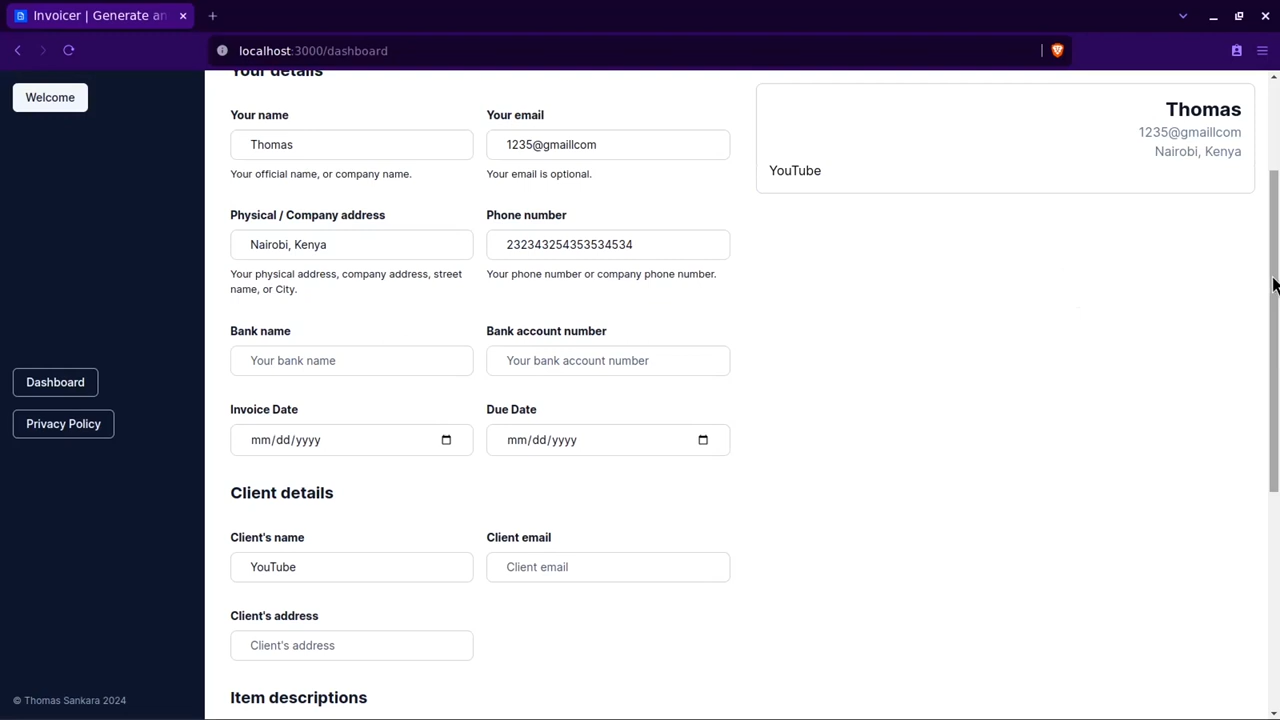 Invoicer | Generate an
localhost:3000/dashboard
Welcome
Dashboard
Privacy Policy
© Thomas Sankara 2024
Your details
Your name
Your email
Thomas
1235@gmaillcom
Your official name, or company name.
Your email is optional.
Physical / Company address
Phone number
Nairobi, Kenya
232343254353534534
Your physical address, company address, street
name, or City.
Your phone number or company phone number.
Bank name
Bank account number
Your bank name
Your bank account number
Invoice Date
Due Date
mm/dd/yyyy
mm/dd/yyyy
Client details
Client's name
Client email
YouTube
Client email
Client's address
Client's address
Item descriptions
Thomas
1235@gmaillcom
Nairobi, Kenya
YouTube